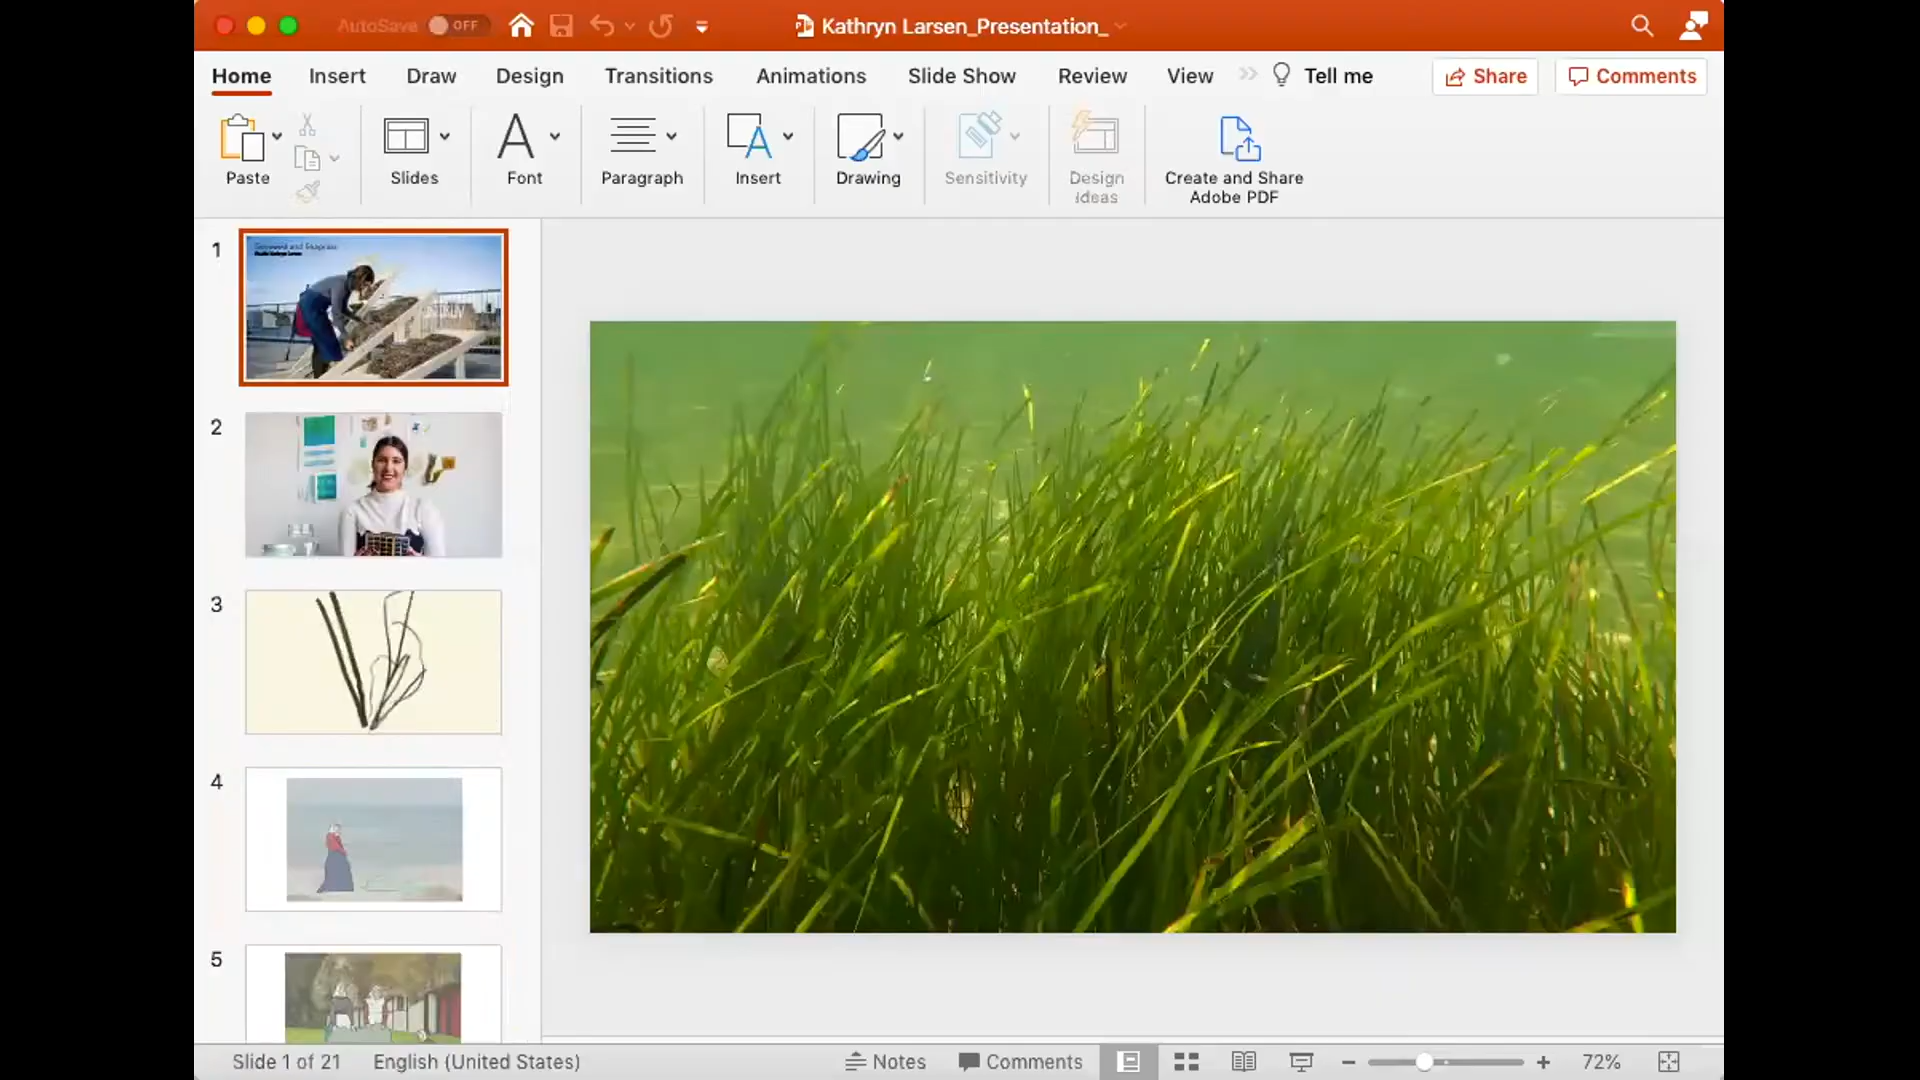 AutoSave OFF
Kathryn Larsen_Presentation_
Home Insert Draw Design Transitions Animations Slide Show Review View Tell me Share Comments
Paste
Slides
Font
Paragraph
Insert
Drawing
Sensitivity
Design
Ideas
Create and Share
Adobe PDF
1
2
3
4
5
Slide 1 of 21 English (United States) Notes Comments 72%